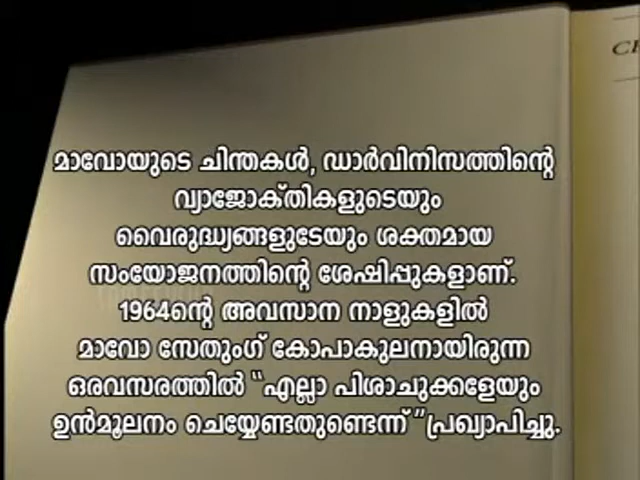 മാവോയുടെ ചിന്തകൾ, ഡാർവിനിസത്തിന്റെ
വ്യാജോക്തികളുടെയും
വൈരുദ്ധ്യങ്ങളുടേയും ശക്തമായ
സംയോജനത്തിന്റെ ശേഷിപ്പുകളാണ്.
1964ന്റെ അവസാന നാളുകളിൽ
മാവോ സേതുംഗ് കോപാകുലനായിരുന്ന
ഒരവസരത്തിൽ “എല്ലാ പിശാചുക്കളേയും
ഉൻമൂലനം ചെയ്യേണ്ടതുണ്ടെന്ന് ”പ്രഖ്യാപിച്ചു.